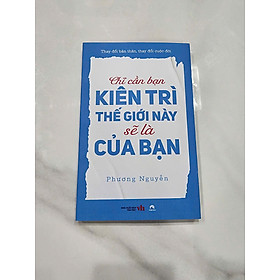 Thay đổi bản thân, thay đổi cuộc đời
Chỉ cần bạn
KIÊN TRÌ
THẾ GIỚI NÀY
sẽ là
CỦA BẠN
Phương Nguyễn